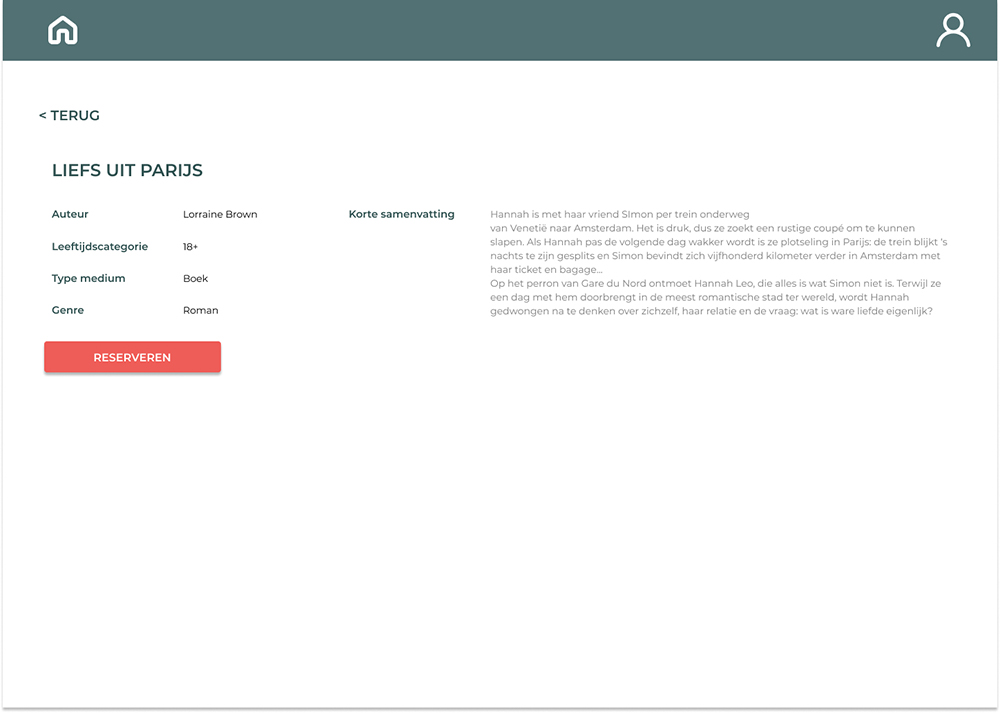 < TERUG
LIEFS UIT PARIJS
Auteur
Lorraine Brown
Leeftijdscategorie
18+
Type medium
Boek
Genre
Roman
Korte samenvatting
Hannah is met haar vriend SImon per trein onderweg
van Venetië naar Amsterdam. Het is druk, dus ze zoekt een rustige coupé om te kunnen
slapen. Als Hannah pas de volgende dag wakker wordt is ze plotseling in Parijs: de trein blijkt ‘s
nachts te zijn gesplits en Simon bevindt zich vijfhonderd kilometer verder in Amsterdam met
haar ticket en bagage...
Op het perron van Gare du Nord ontmoet Hannah Leo, die alles is wat Simon niet is. Terwijl ze
een dag met hem doorbrengt in de meest romantische stad ter wereld, wordt Hannah
gedwongen na te denken over zichzelf, haar relatie en de vraag: wat is ware liefde eigenlijk?
RESERVEREN